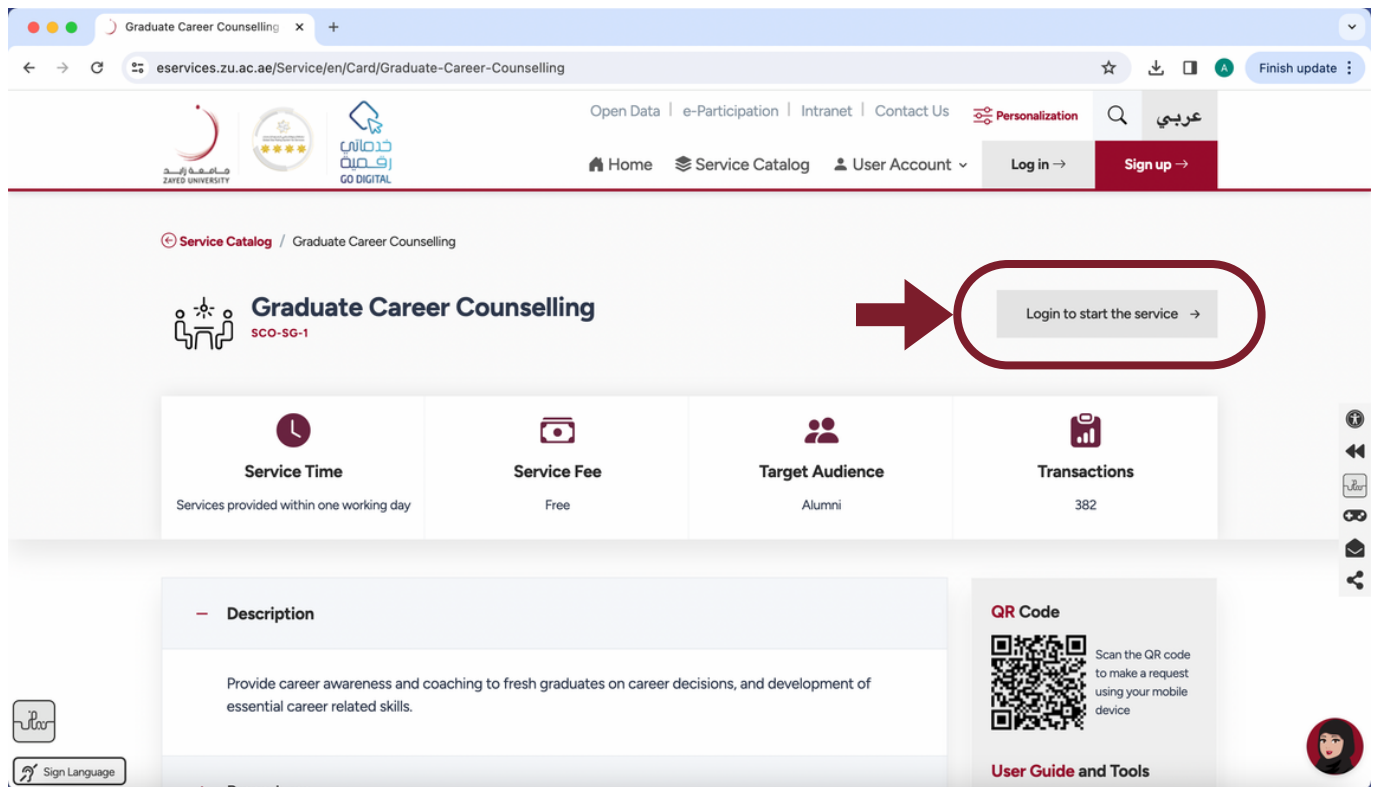 Graduate Career Counselling
eservices.zu.ac.ae/Service/en/Card/Graduate-Career-Counselling
A
Finish update
Open Data | e-Participation | Intranet | Contact Us
Personalization
عربي
جامعة زايد
ZAYED UNIVERSITY
خدماتي
رقمية
GO DIGITAL
Home
Service Catalog
User Account
Log in →
Sign up →
Service Catalog / Graduate Career Counselling
Graduate Career Counselling
SCO-SG-1
Login to start the service →
Service Time
Services provided within one working day
Service Fee
Free
Target Audience
Alumni
Transactions
382
– Description
Provide career awareness and coaching to fresh graduates on career decisions, and development of
essential career related skills.
QR Code
Scan the QR code
to make a request
using your mobile
device
User Guide and Tools
Sign Language